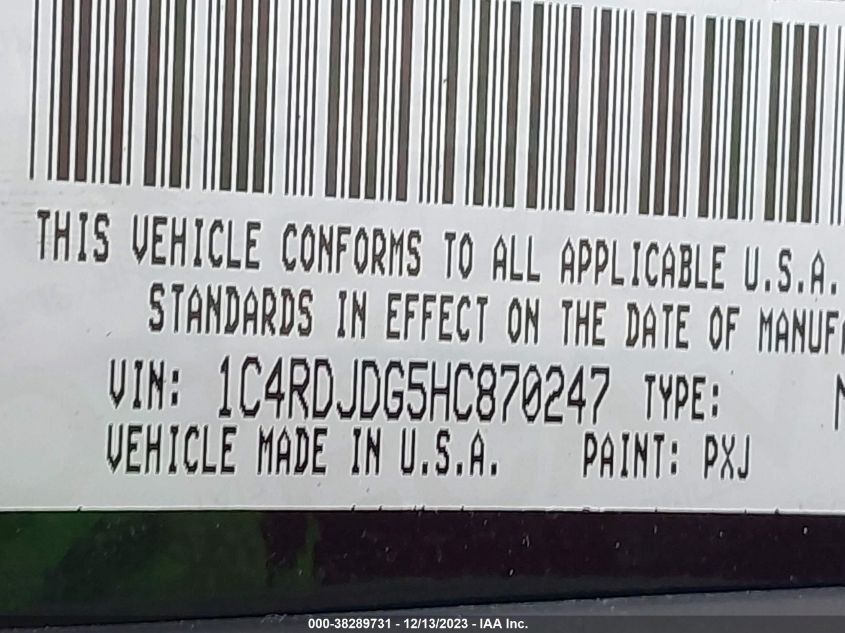 THIS VEHICLE CONFORMS TO ALL APPLICABLE U.S.A.
STANDARDS IN EFFECT ON THE DATE OF
VIN: 1C4RDJDG5HC870247 TYPE:
VEHICLE MADE IN U.S.A. PAINT: PXJ
000-38289731 - 12/13/2023 - IAA Inc.